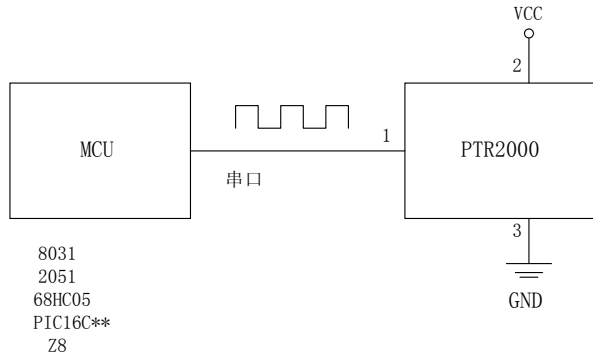 VCC
2
MCU
1
PTR2000
串口
3
8031
2051
68HC05
PIC16C**
Z8
GND